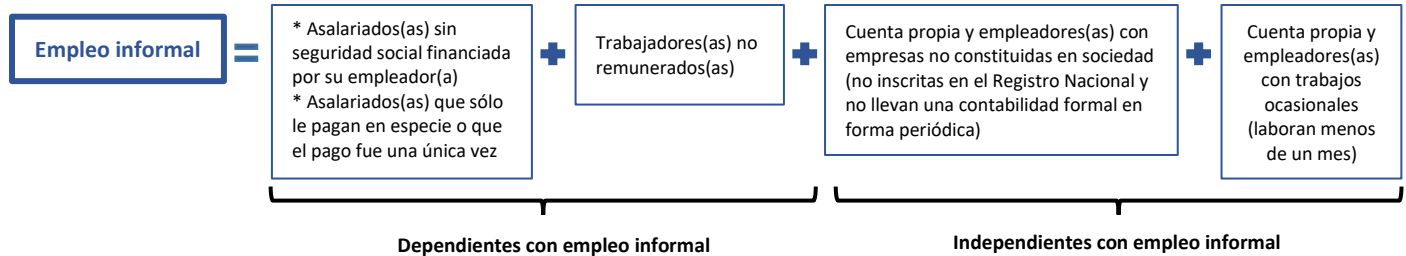 Empleo informal
=
* Asalariados(as) sin
seguridad social financiada
por su empleador(a)
* Asalariados(as) que sólo
le pagan en especie o que
el pago fue una única vez
+
Trabajadores(as) no
remunerados(as)
+
Cuenta propia y empleadores(as) con
empresas no constituidas en sociedad
(no inscritas en el Registro Nacional y
no llevan una contabilidad formal en
forma periódica)
+
Cuenta propia y
empleadores(as)
con trabajos
ocasionales
(laboran menos
de un mes)
Dependientes con empleo informal
Independientes con empleo informal